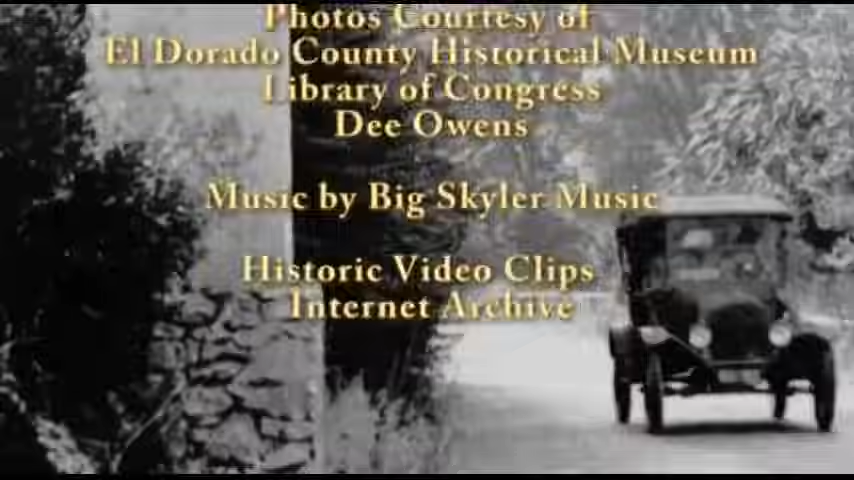 Photos Courtesy of
El Dorado County Historical Museum
Library of Congress
Dee Owens
Music by Big Skyler Music
Historic Video Clips
Internet Archive